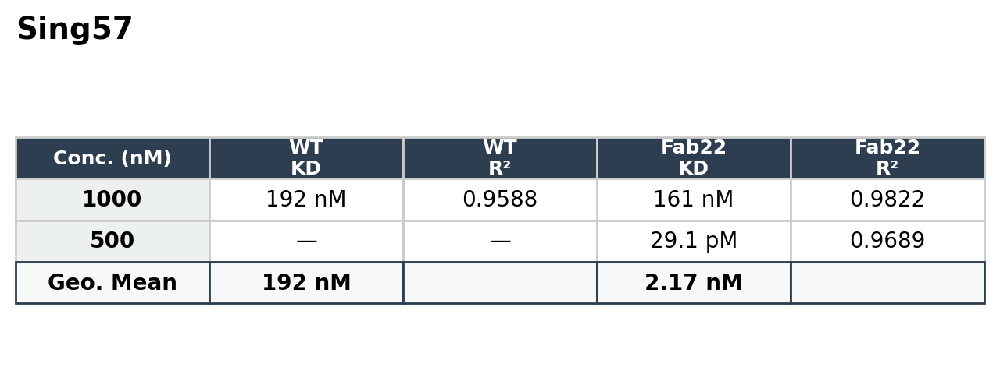 Sing57
Conc. (nM) WT KD WT R² Fab22 KD Fab22 R²
1000 192 nM 0.9588 161 nM 0.9822
500 — — 29.1 pM 0.9689
Geo. Mean 192 nM 2.17 nM